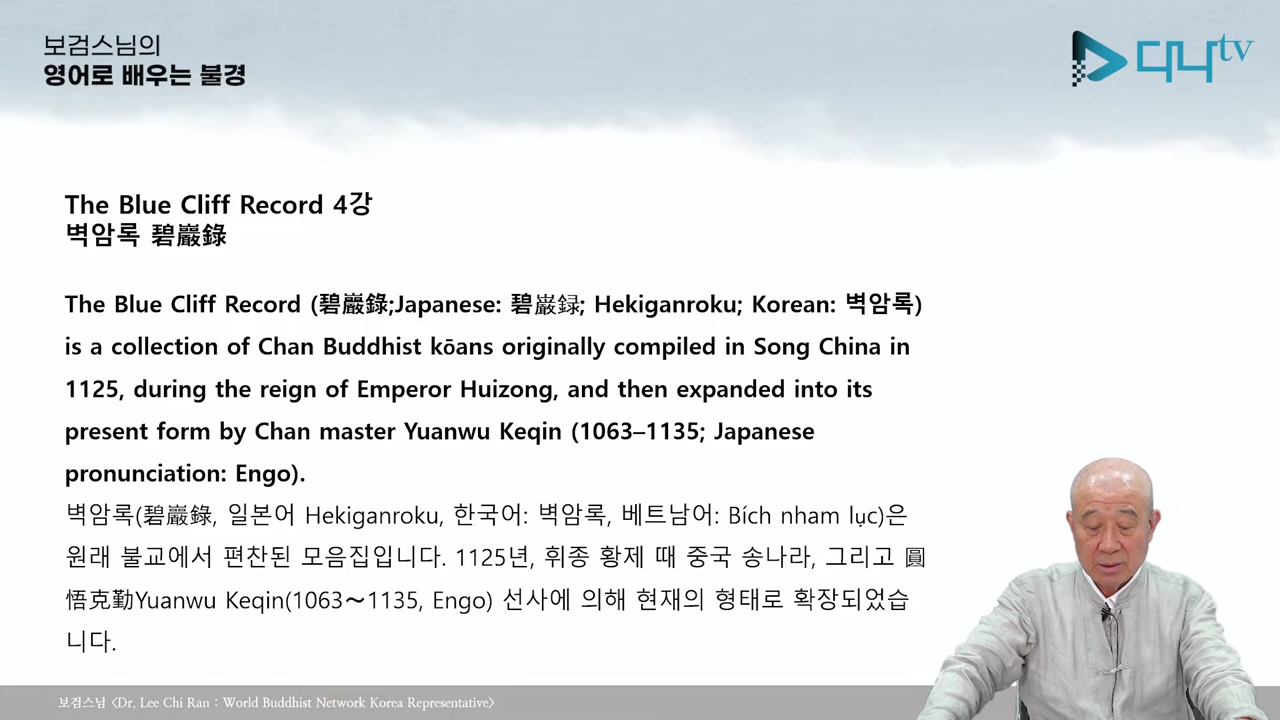 보검스님의
영어로 배우는 불경
다나tv
The Blue Cliff Record 4강
벽암록 碧巖錄
The Blue Cliff Record (碧巖錄;Japanese: 碧巌録; Hekiganroku; Korean: 벽암록)
is a collection of Chan Buddhist kōans originally compiled in Song China in
1125, during the reign of Emperor Huizong, and then expanded into its
present form by Chan master Yuanwu Keqin (1063–1135; Japanese
pronunciation: Engo).
벽암록(碧巖錄, 일본어 Hekiganroku, 한국어: 벽암록, 베트남어: Bích nham lục)은
원래 불교에서 편찬된 모음집입니다. 1125년, 휘종 황제 때 중국 송나라, 그리고 圓
悟克勤Yuanwu Keqin(1063～1135, Engo) 선사에 의해 현재의 형태로 확장되었습
니다.
보검스님 <Dr. Lee Chi Ran : World Buddhist Network Korea Representative>